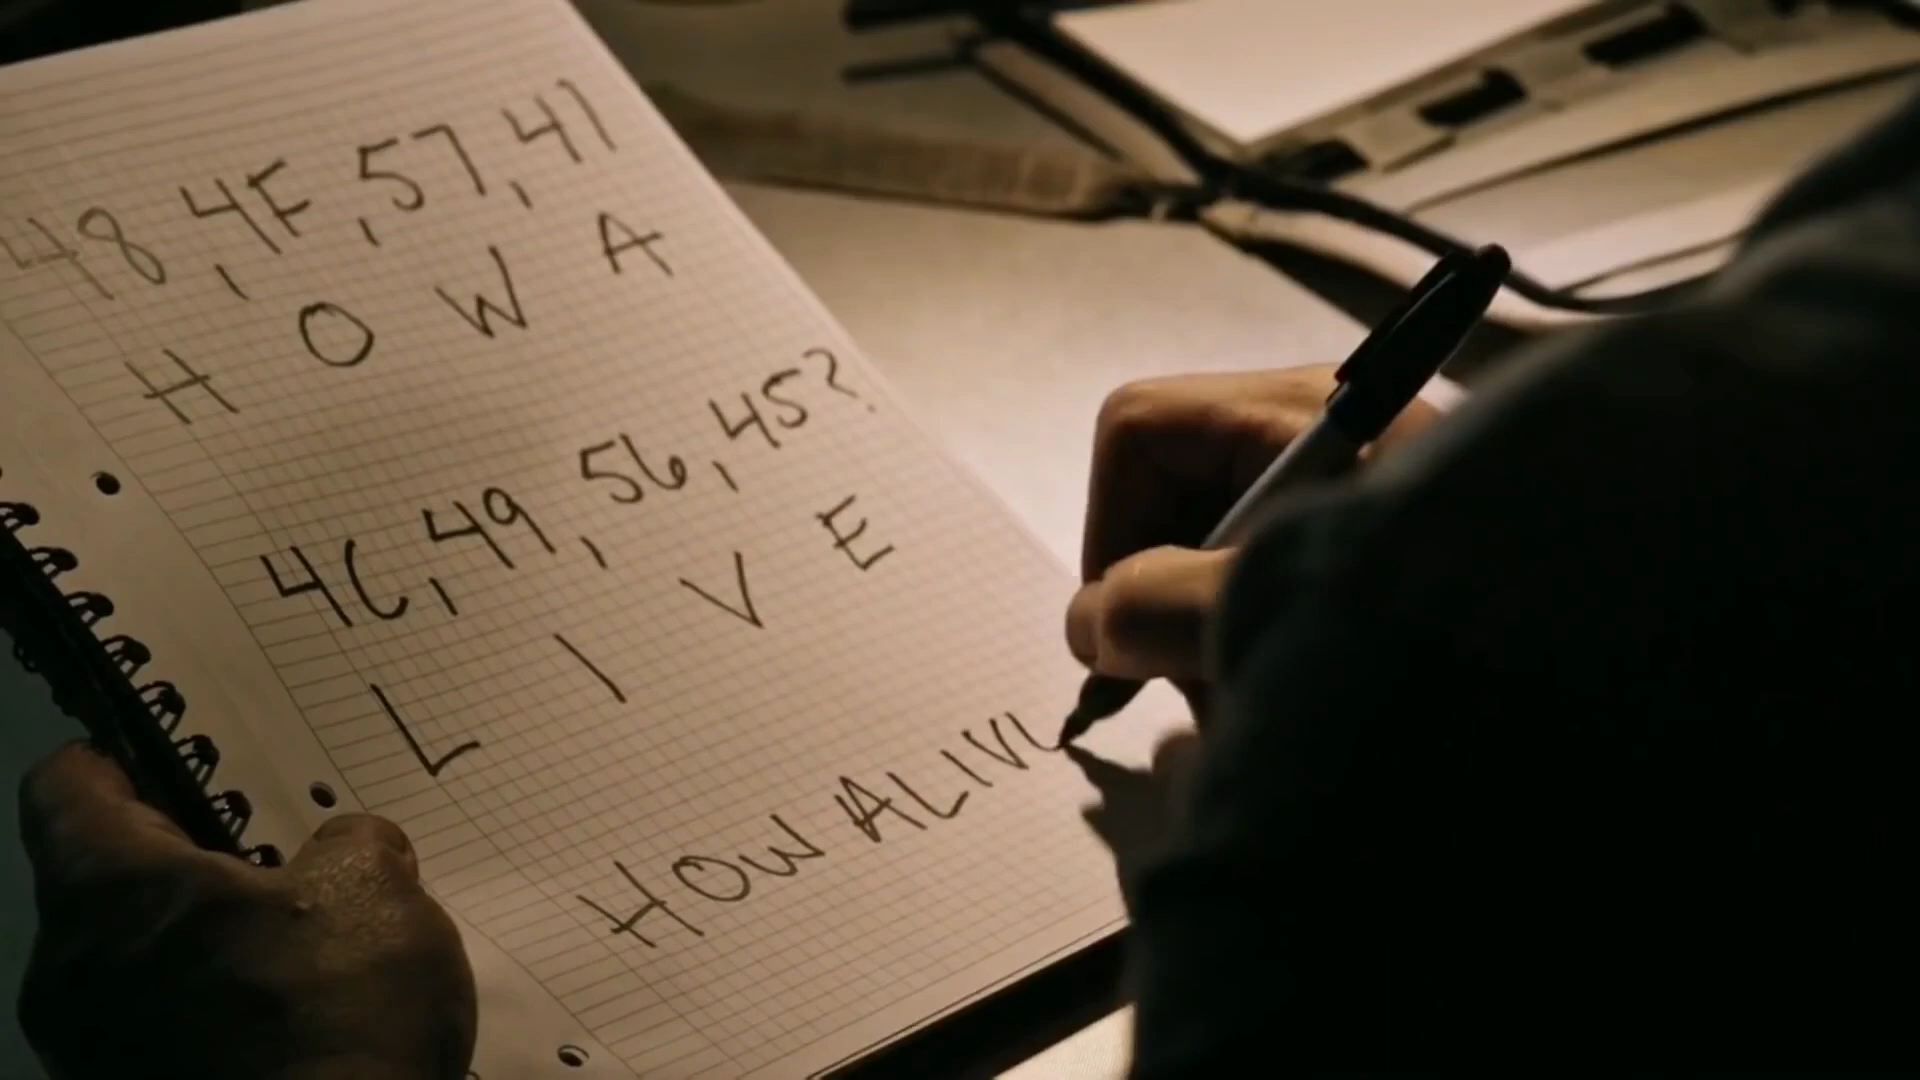 48, 4F, 57, 41
H O W A
4C, 49, 56, 45?
L I V E
HOW ALIV